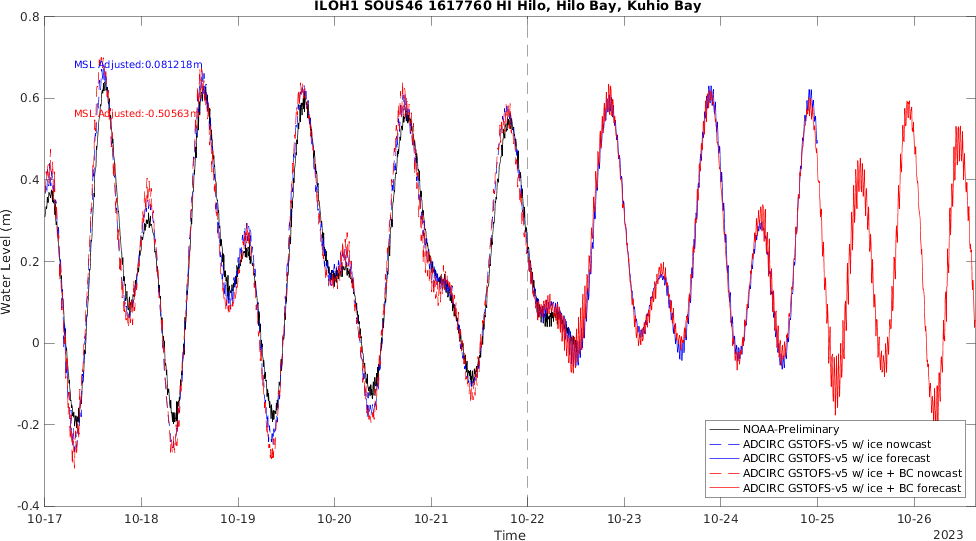 ILOH1 SOUS46 1617760 HI Hilo, Hilo Bay, Kuhio Bay
0.8
MSL Adjusted:0.081218m
0.6
MSL Adjusted:-0.50563m
0.4
0.2
Water Level (m)
0
-0.2
NOAA-Preliminary
ADCIRC GSTOFS-v5 w/ ice nowcast
ADCIRC GSTOFS-v5 w/ ice forecast
ADCIRC GSTOFS-v5 w/ ice + BC nowcast
ADCIRC GSTOFS-v5 w/ ice + BC forecast
-0.4
10-17 10-18 10-19 10-20 10-21 10-22 10-23 10-24 10-25 10-26
Time
2023